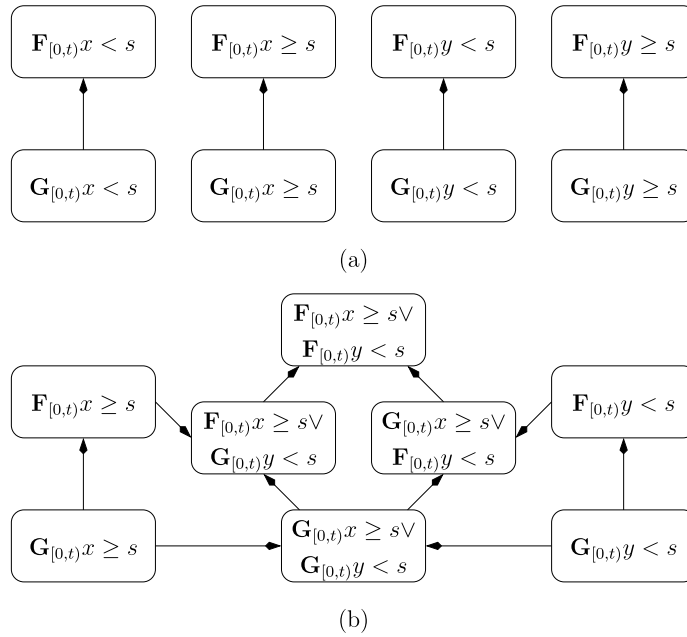 F[0,t)x < s
F[0,t)x ≥ s
F[0,t)y < s
F[0,t)y ≥ s
G[0,t)x < s
G[0,t)x ≥ s
G[0,t)y < s
G[0,t)y ≥ s
(a)
F[0,t)x ≥ s∨
F[0,t)y < s
F[0,t)x ≥ s
F[0,t)x ≥ s∨
G[0,t)y < s
G[0,t)x ≥ s∨
F[0,t)y < s
F[0,t)y < s
G[0,t)x ≥ s
G[0,t)x ≥ s∨
G[0,t)y < s
G[0,t)y < s
(b)